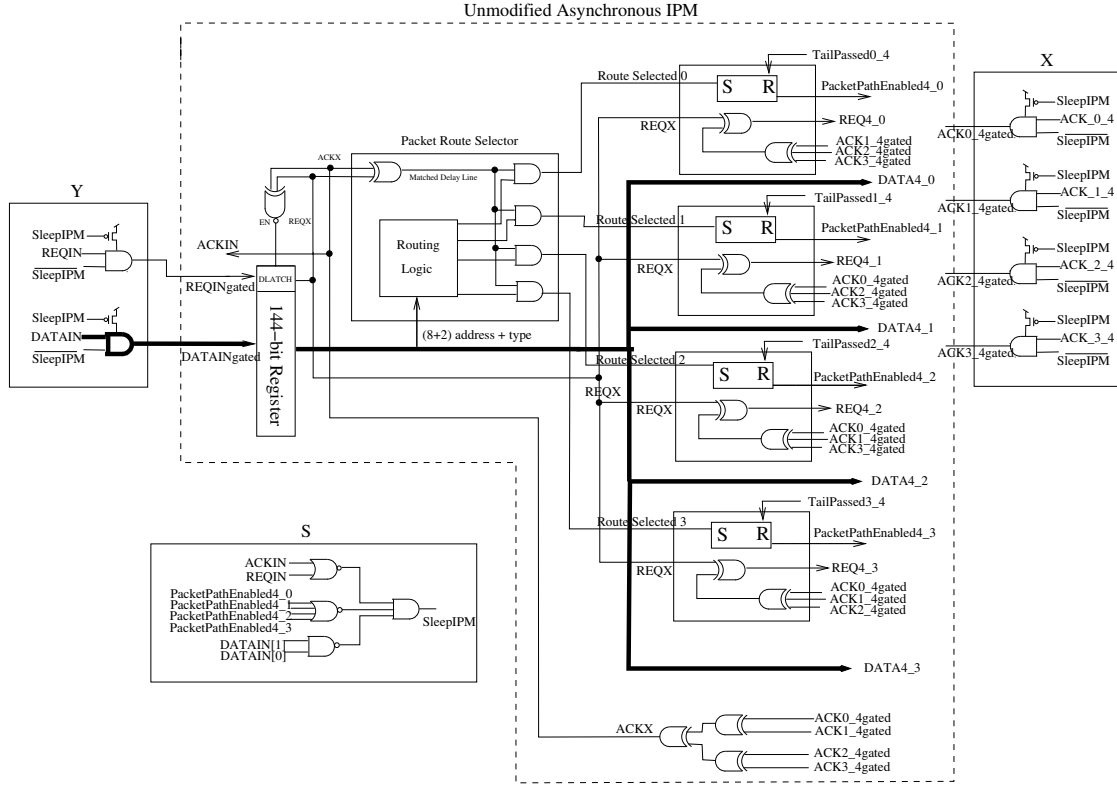 Unmodified Asynchronous IPM
TailPassed0_4
X
Route Selected 0
S R
PacketPathEnabled4_0
SleepIPM
REQX
REQ4_0
ACK0_4gated
ACK_0_4
SleepIPM
Packet Route Selector
ACK1_4gated
ACK2_4gated
ACK3_4gated
ACKX
Matched Delay Line
DATA4_0
SleepIPM
Y
TailPassed1_4
ACK1_4gated
ACK_1_4
SleepIPM
EN
REQX
Route Selected 1
S R
PacketPathEnabled4_1
SleepIPM
REQIN
SleepIPM
ACKIN
Routing
Logic
REQX
REQ4_1
SleepIPM
REQINgated
DLATCH
ACK0_4gated
ACK2_4gated
ACK3_4gated
ACK2_4gated
ACK_2_4
SleepIPM
SleepIPM
DATAIN
SleepIPM
DATAINgated
144-bit Register
(8+2) address + type
DATA4_1
SleepIPM
TailPassed2_4
ACK3_4gated
ACK_3_4
SleepIPM
Route Selected 2
S R
PacketPathEnabled4_2
REQX
REQX
REQ4_2
ACK0_4gated
ACK1_4gated
ACK3_4gated
DATA4_2
TailPassed3_4
S
Route Selected 3
S R
PacketPathEnabled4_3
ACKIN
REQIN
REQX
REQ4_3
PacketPathEnabled4_0
PacketPathEnabled4_1
PacketPathEnabled4_2
PacketPathEnabled4_3
SleepIPM
ACK0_4gated
ACK1_4gated
ACK2_4gated
DATAIN[1]
DATAIN[0]
DATA4_3
ACKX
ACK0_4gated
ACK1_4gated
ACK2_4gated
ACK3_4gated